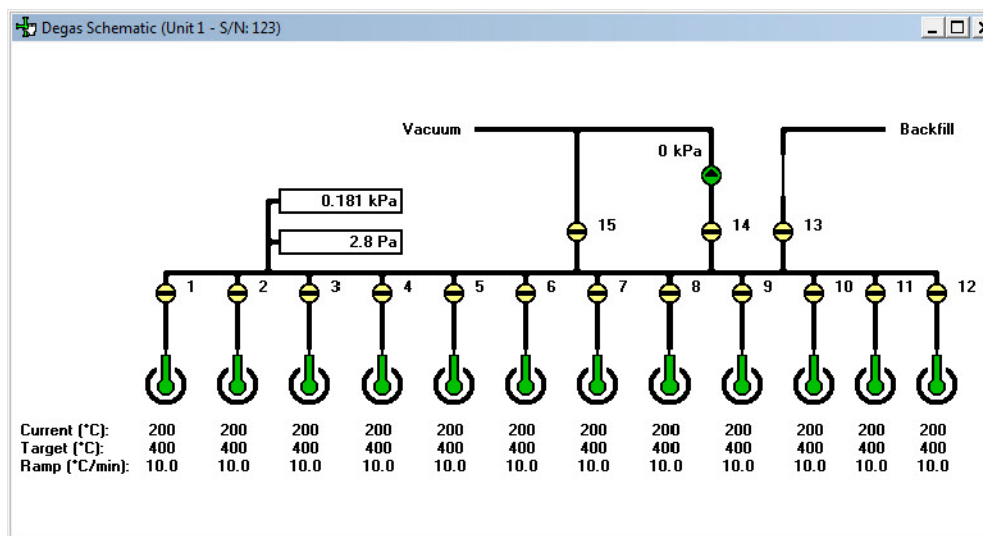 Degas Schematic (Unit 1 - S/N: 123)
Vacuum
Backfill
0 kPa
0.181 kPa
15 14 13
2.8 Pa
1 2 3 4 5 6 7 8 9 10 11 12
Current (°C): 200 200 200 200 200 200 200 200 200 200 200 200
Target (°C): 400 400 400 400 400 400 400 400 400 400 400 400
Ramp (°C/min): 10.0 10.0 10.0 10.0 10.0 10.0 10.0 10.0 10.0 10.0 10.0 10.0